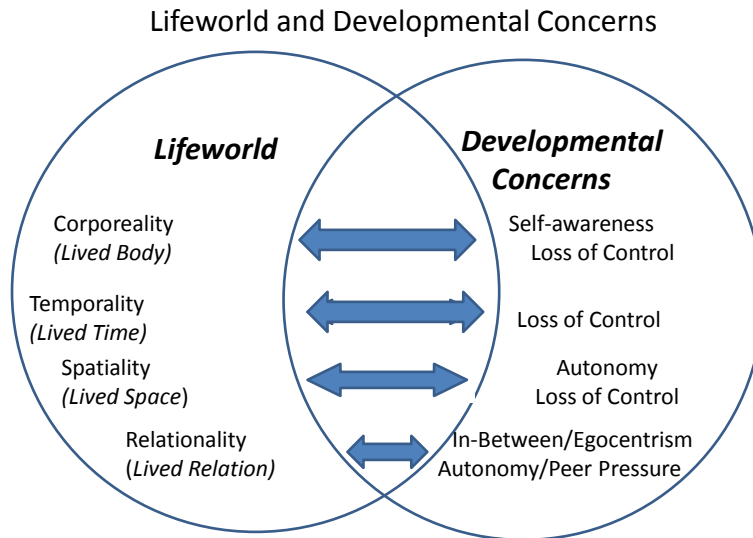 Lifeworld and Developmental Concerns
Lifeworld
Developmental
Concerns
Corporeality
(Lived Body)
Self-awareness
Loss of Control
Temporality
(Lived Time)
Loss of Control
Spatiality
(Lived Space)
Autonomy
Loss of Control
Relationality
(Lived Relation)
In-Between/Egocentrism
Autonomy/Peer Pressure